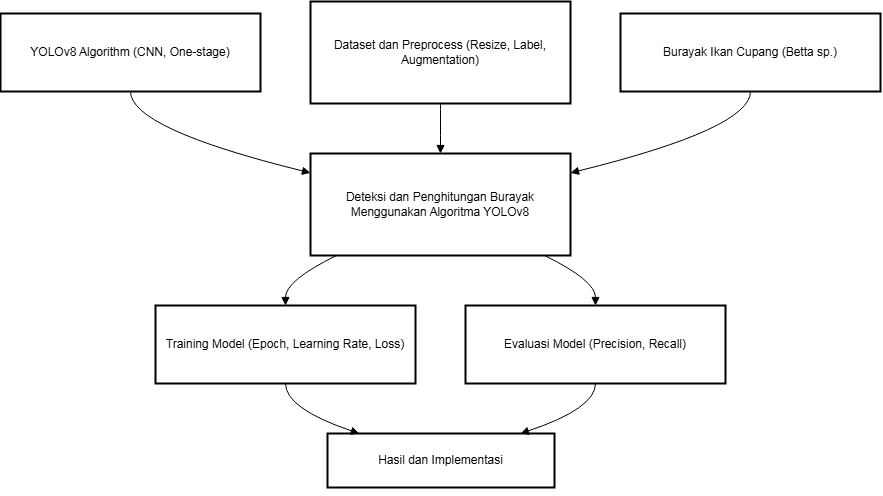 YOLOv8 Algorithm (CNN, One-stage)
Dataset dan Preprocess (Resize, Label,
Augmentation)
Burayak Ikan Cupang (Betta sp.)
Deteksi dan Penghitungan Burayak
Menggunakan Algoritma YOLOv8
Training Model (Epoch, Learning Rate, Loss)
Evaluasi Model (Precision, Recall)
Hasil dan Implementasi